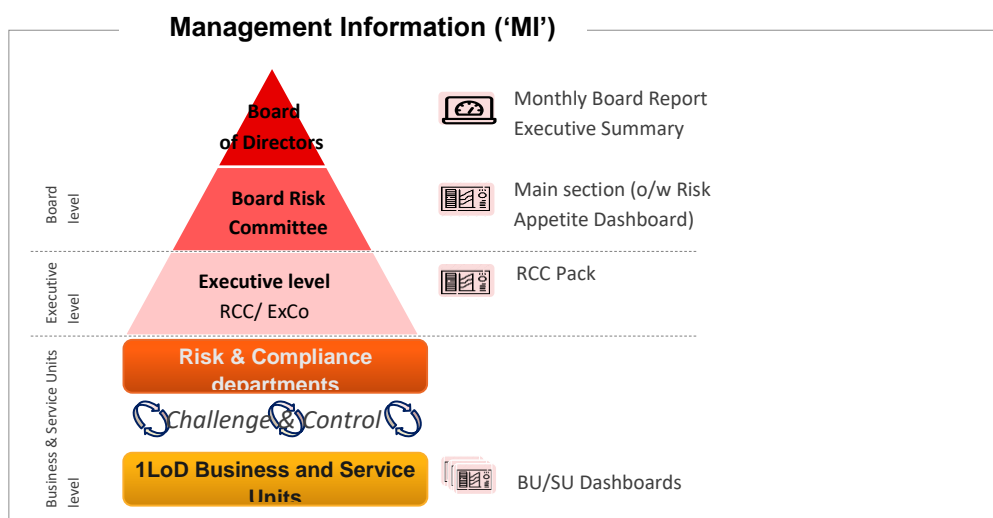 Management Information (‘MI’)
Board
of Directors
Monthly Board Report
Executive Summary
Board
level
Board Risk
Committee
Main section (o/w Risk
Appetite Dashboard)
Executive
level
Executive level
RCC/ ExCo
RCC Pack
Business & Service Units
level
Risk & Compliance
departments
Challenge & Control
1LoD Business and Service
Units
BU/SU Dashboards